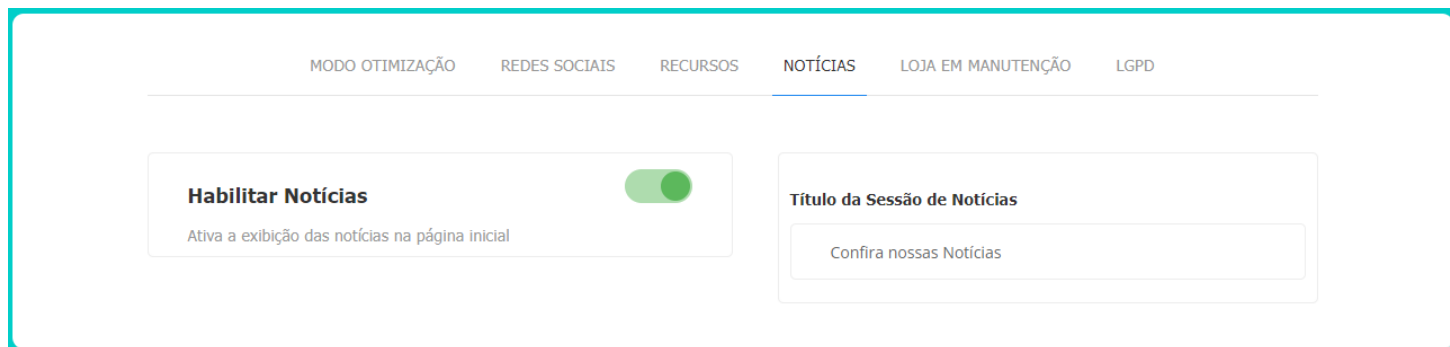 MODO OTIMIZAÇÃO REDES SOCIAIS RECURSOS NOTÍCIAS LOJA EM MANUTENÇÃO LGPD
Habilitar Notícias
Ativa a exibição das notícias na página inicial
Título da Sessão de Notícias
Confira nossas Notícias